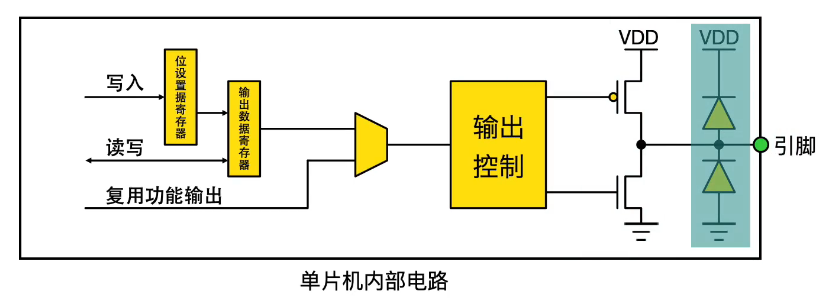 VDD
VDD
写入
位设置据寄存器
输出数据寄存器
读写
复用功能输出
输出
控制
引脚
单片机内部电路